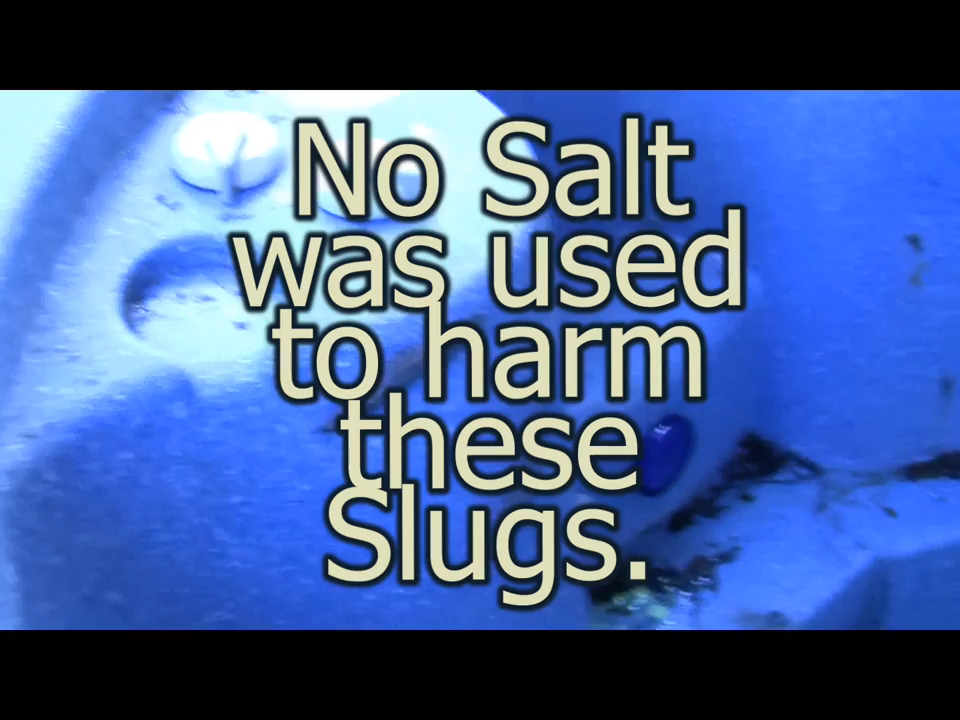 No Salt
was used
to harm
these
Slugs.